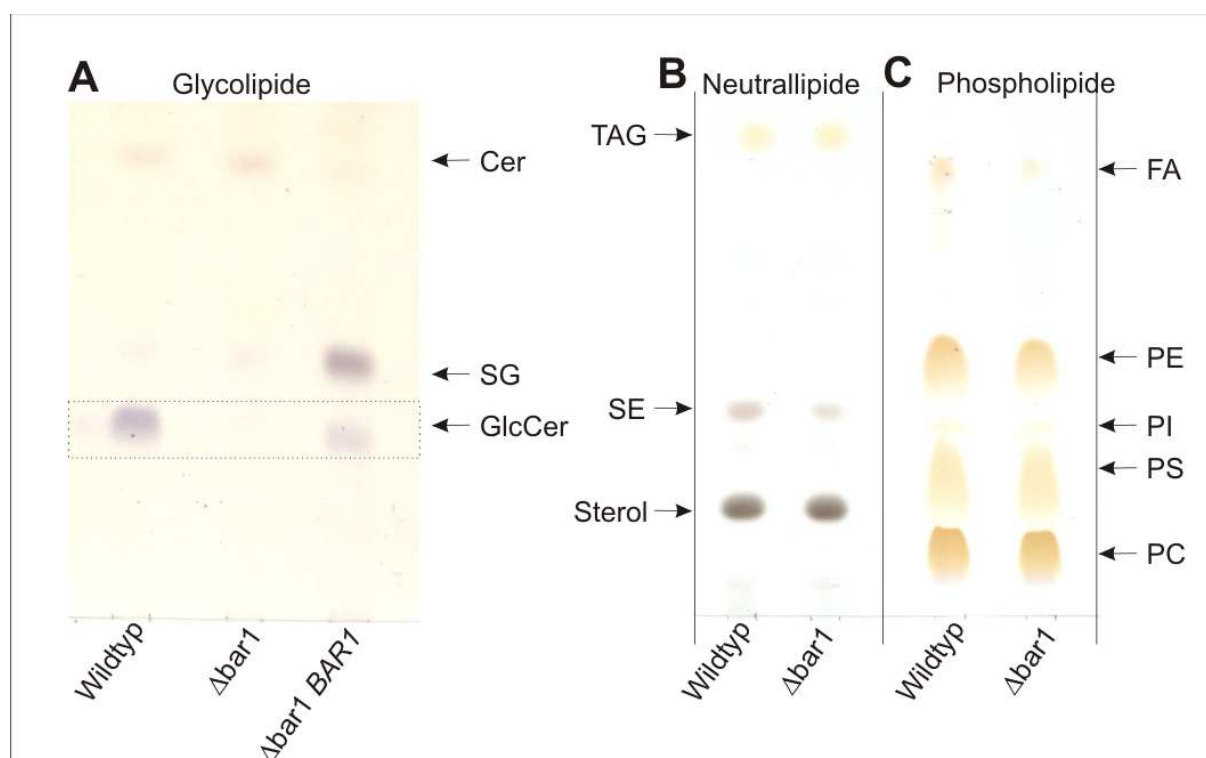 A
Glycolipide
Cer
SG
GlcCer
Wildtyp
Δbar1
Δbar1 BAR1
B
Neutrallipide
TAG
SE
Sterol
Wildtyp
Δbar1
C
Phospholipide
FA
PE
PI
PS
PC
Wildtyp
Δbar1